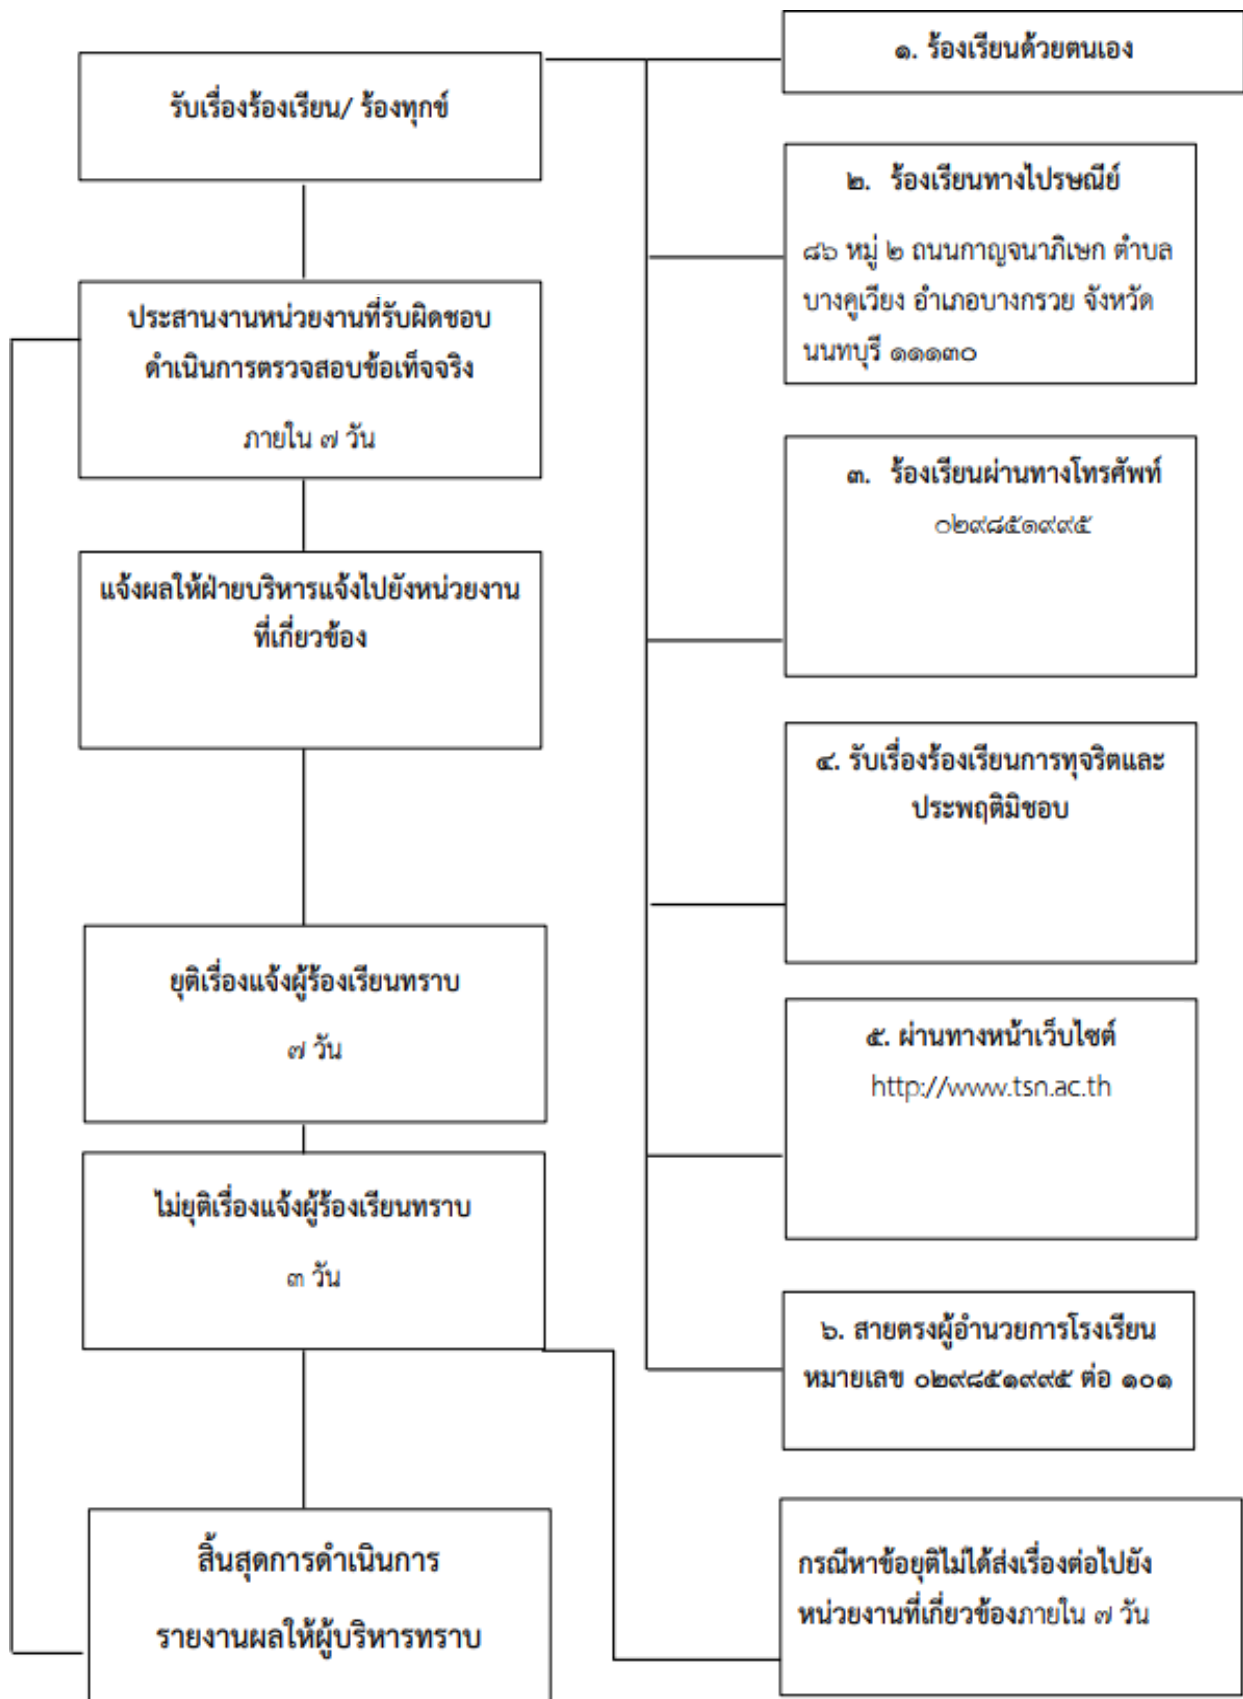 รับเรื่องร้องเรียน/ ร้องทุกข์
ประสานงานหน่วยงานที่รับผิดชอบ
ดำเนินการตรวจสอบข้อเท็จจริง
ภายใน ๗ วัน
แจ้งผลให้ฝ่ายบริหารแจ้งไปยังหน่วยงาน
ที่เกี่ยวข้อง
ยุติเรื่องแจ้งผู้ร้องเรียนทราบ
๗ วัน
ไม่ยุติเรื่องแจ้งผู้ร้องเรียนทราบ
๓ วัน
สิ้นสุดการดำเนินการ
รายงานผลให้ผู้บริหารทราบ
๑. ร้องเรียนด้วยตนเอง
๒. ร้องเรียนทางไปรษณีย์
๘๖ หมู่ ๒ ถนนกาญจนาภิเษก ตำบล
บางคูเวียง อำเภอบางกรวย จังหวัด
นนทบุรี ๑๑๑๓๐
๓. ร้องเรียนผ่านทางโทรศัพท์
๐๒๙๘๕๑๙๙๕
๔. รับเรื่องร้องเรียนการทุจริตและ
ประพฤติมิชอบ
๕. ผ่านทางหน้าเว็บไซต์
http://www.tsn.ac.th
๖. สายตรงผู้อำนวยการโรงเรียน
หมายเลข ๐๒๙๘๕๑๙๙๕ ต่อ ๑๐๑
กรณีหาข้อยุติไม่ได้ส่งเรื่องต่อไปยัง
หน่วยงานที่เกี่ยวข้องภายใน ๗ วัน